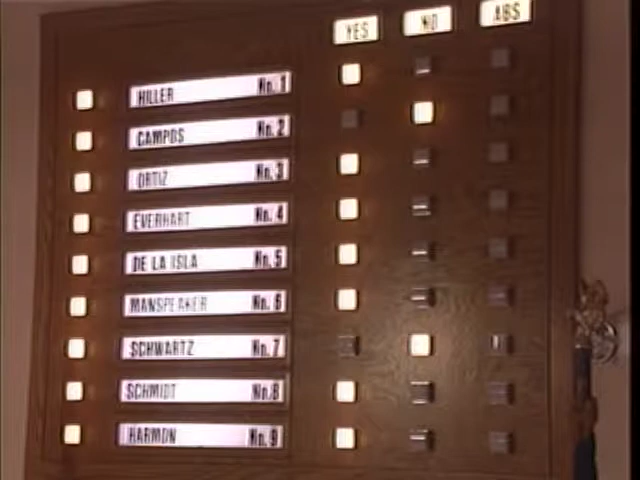 YES NO ABS
HILLER No. 1
CAMPOS No. 2
ORTIZ No. 3
EVERHART No. 4
DE LA ISLA No. 5
MANSPEAKER No. 6
SCHWARTZ No. 7
SCHMIDT No. 8
HARMON No. 9